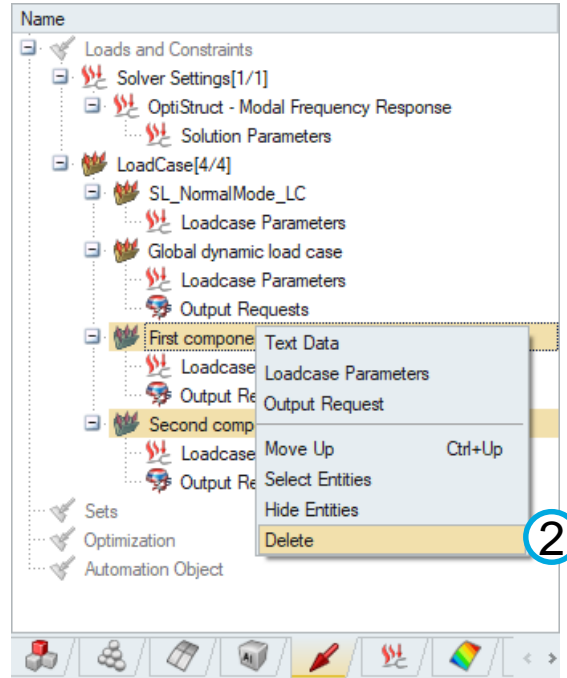 Name
Loads and Constraints
Solver Settings[1/1]
OptiStruct - Modal Frequency Response
Solution Parameters
LoadCase[4/4]
SL_NormalMode_LC
Loadcase Parameters
Global dynamic load case
Loadcase Parameters
Output Requests
First compone
Text Data
Loadcase
Loadcase Parameters
Output Re
Output Request
Second comp
Move Up Ctrl+Up
Loadcase
Select Entities
Output Re
Hide Entities
Sets
Delete 2
Optimization
Automation Object